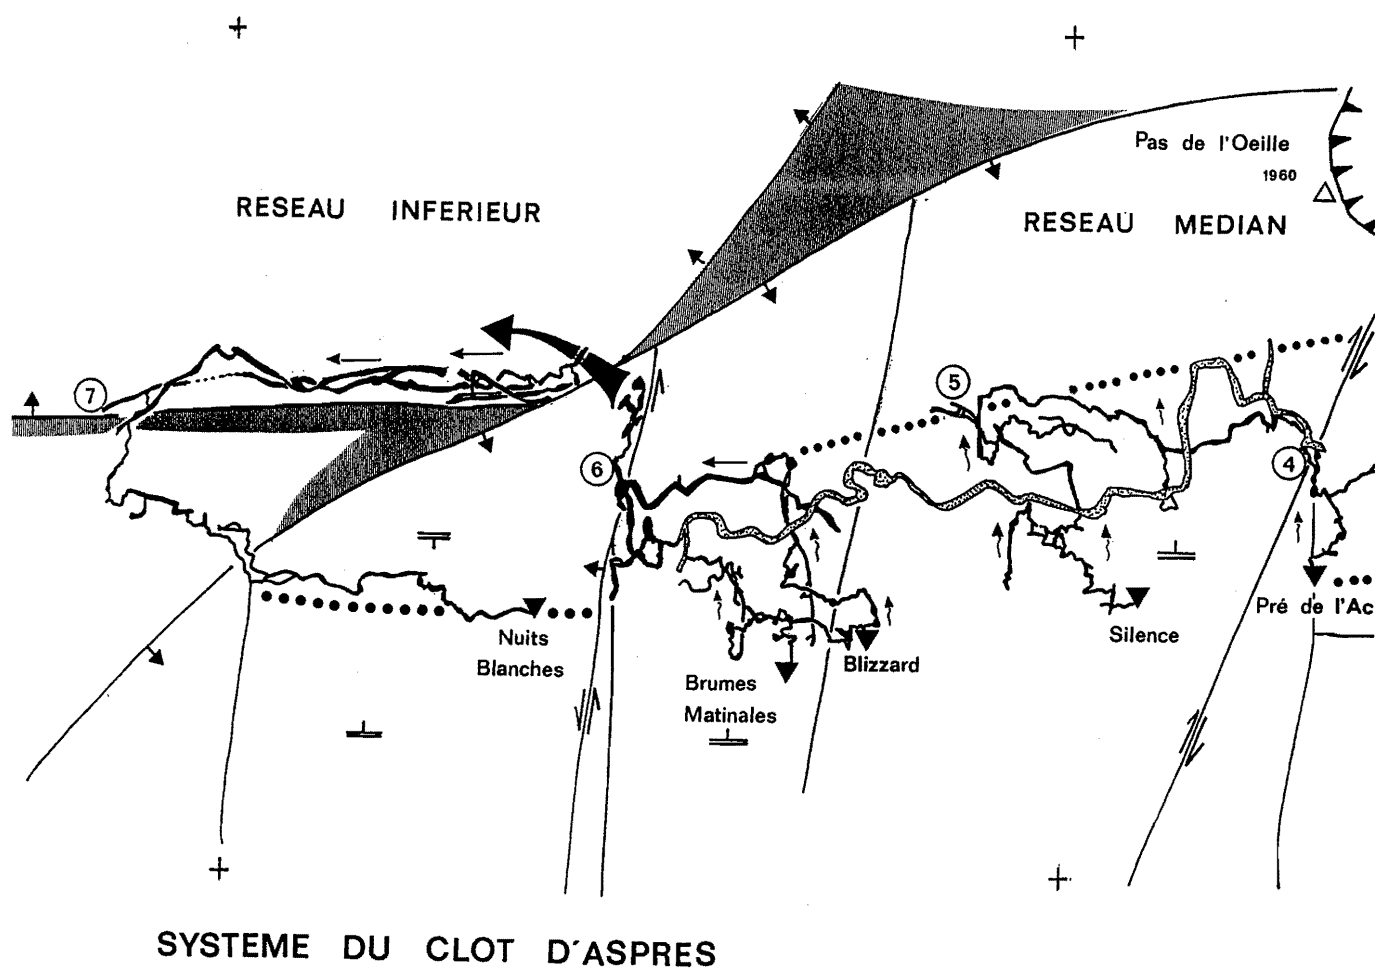 Pas de l'Oeille
1960
RESEAU INFERIEUR
RESEAU MEDIAN
7
5
6
4
Nuits
Blanches
Brumes
Matinales
Blizzard
Silence
Pré de l'Ac
SYSTEME DU CLOT D'ASPRES